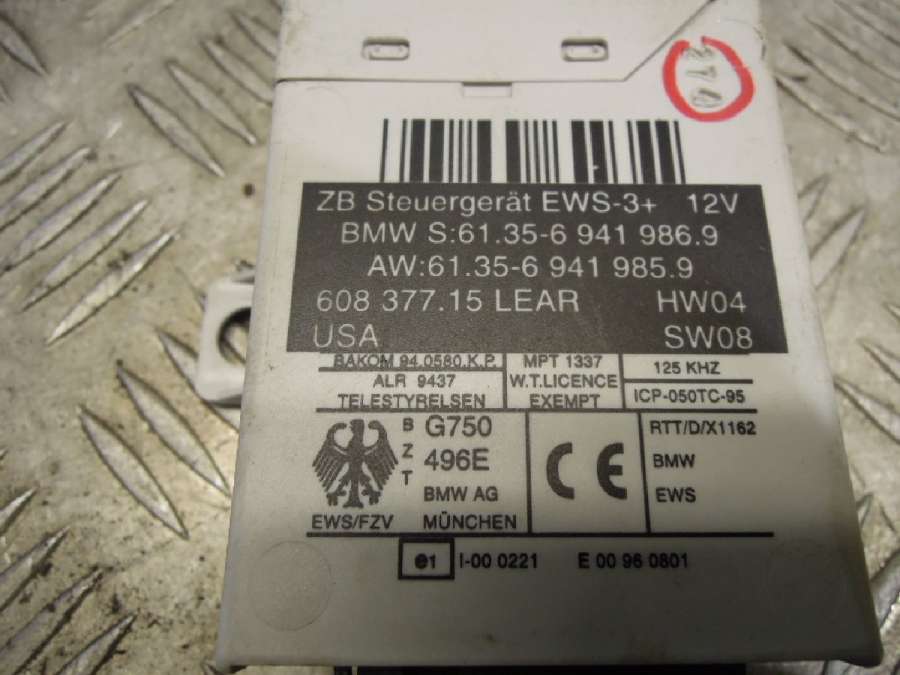 ZB Steuergerät EWS-3+ 12V
BMW S:61.35-6 941 986.9
AW:61.35-6 941 985.9
608 377.15 LEAR HW04
USA SW08
BAKOM 94.0580.K.P. MPT 1337 125 KHZ
ALR 9437 W.T.LICENCE
TELESTYRELSEN EXEMPT ICP-050TC-95
B Z T
G750
496E
BMW AG
EWS/FZV MÜNCHEN
CE
RTT/D/X1162
BMW
EWS
e1 I-00 0221 E 00 96 0801